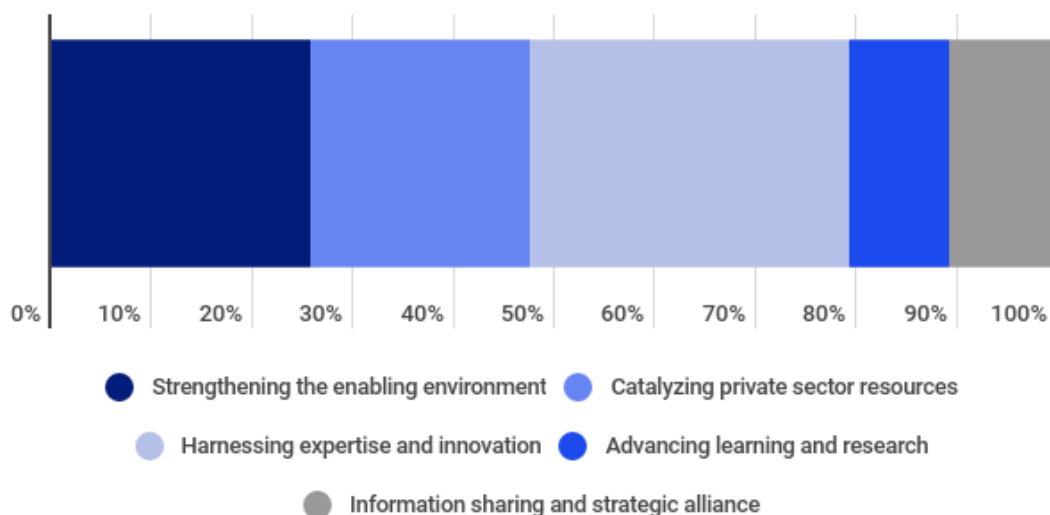 0% 10% 20% 30% 40% 50% 60% 70% 80% 90% 100%
Strengthening the enabling environment Catalyzing private sector resources
Harnessing expertise and innovation Advancing learning and research
Information sharing and strategic alliance